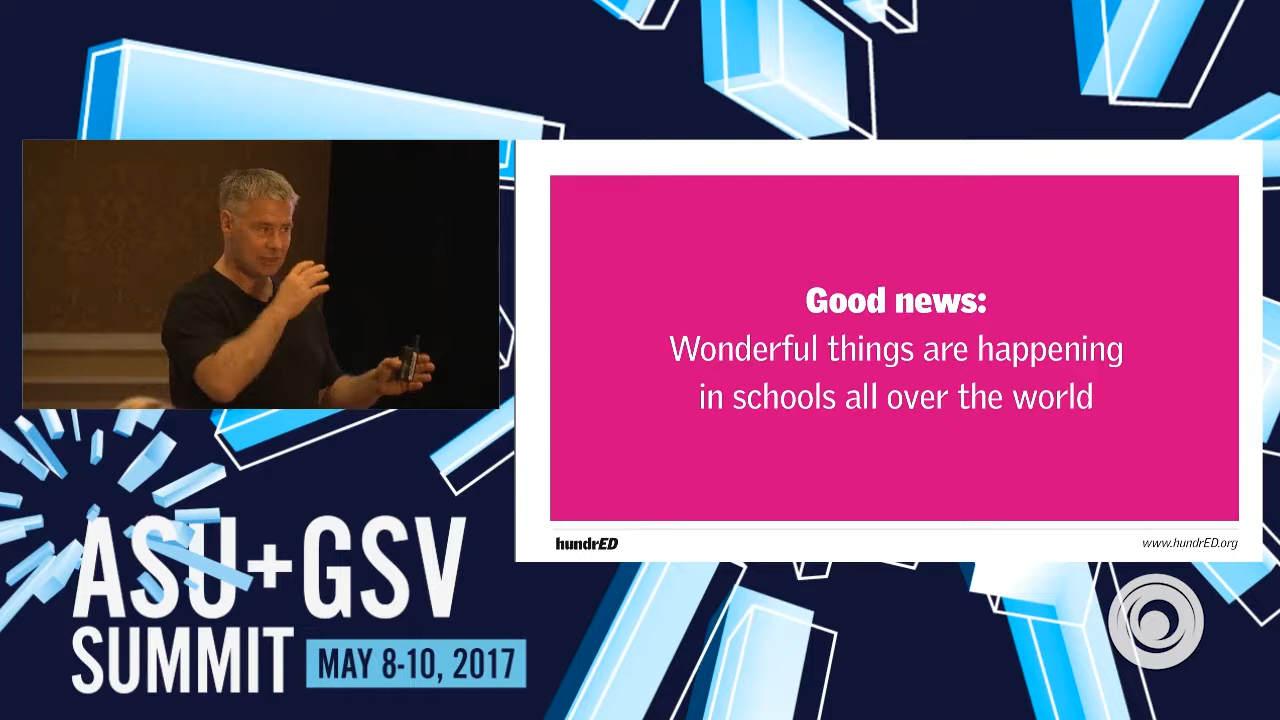 Good news:
Wonderful things are happening
in schools all over the world
hundrED
www.hundrED.org
ASU+GSV
SUMMIT
MAY 8-10, 2017